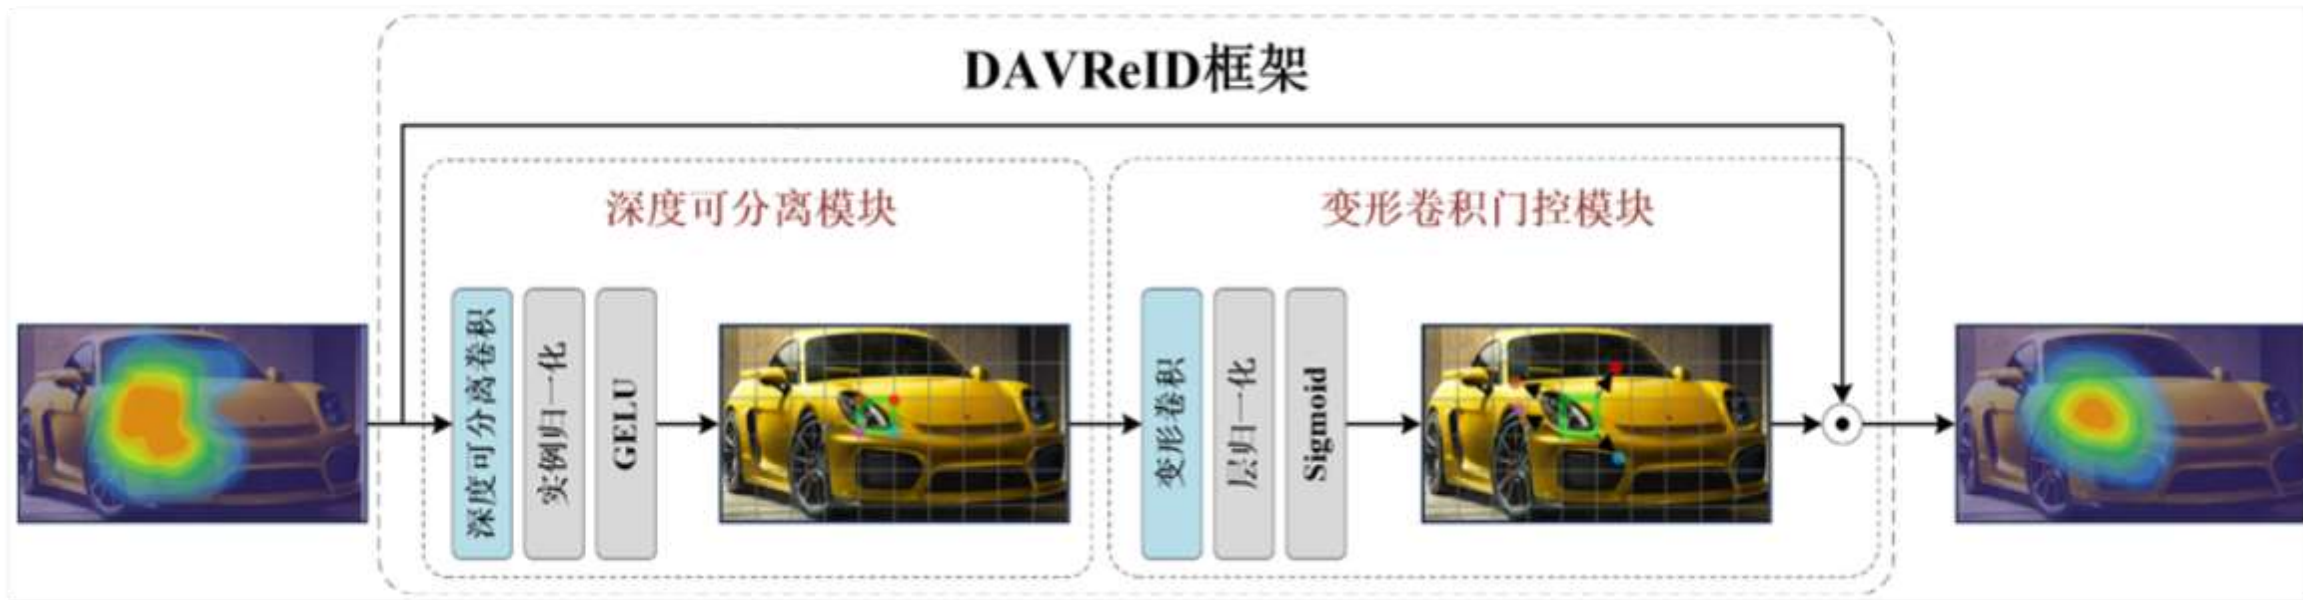 DAVReID框架
深度可分离模块
变形卷积门控模块
深度可分离卷积
实例归一化
GELU
变形卷积
层归一化
Sigmoid